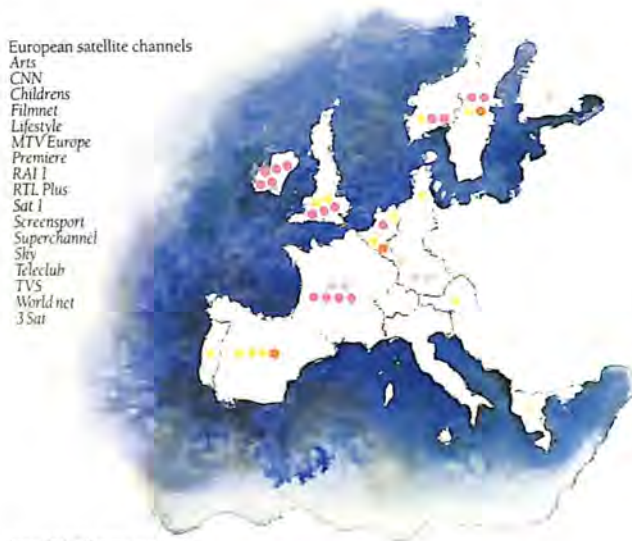 European satellite channels
Arts
CNN
Childrens
Filmnet
Lifestyle
MTV Europe
Premiere
RAI 1
RTL Plus
Sat 1
Screensport
Superchannel
Sky
Teleclub
TVS
World net
3 Sat